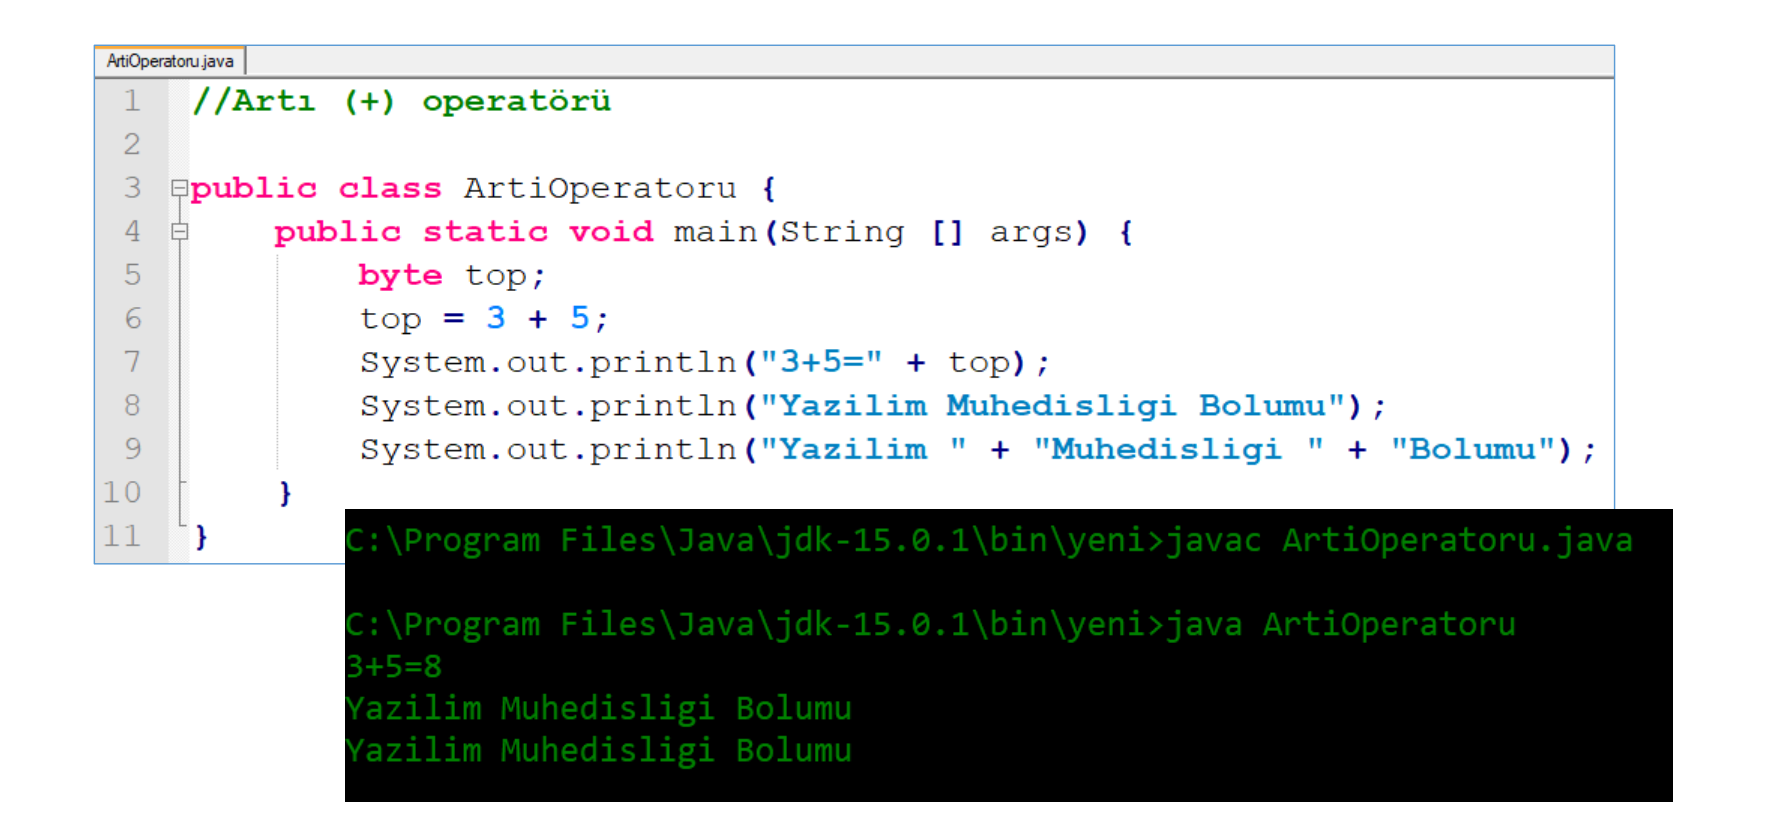 ArtiOperatoru.java
1 //Artı (+) operatörü
2
3 public class ArtiOperatoru {
4 public static void main(String [] args) {
5 byte top;
6 top = 3 + 5;
7 System.out.println("3+5=" + top);
8 System.out.println("Yazilim Muhedisligi Bolumu");
9 System.out.println("Yazilim " + "Muhedisligi " + "Bolumu");
10 }
11 }
C:\Program Files\Java\jdk-15.0.1\bin\yeni>javac ArtiOperatoru.java
C:\Program Files\Java\jdk-15.0.1\bin\yeni>java ArtiOperatoru
3+5=8
Yazilim Muhedisligi Bolumu
Yazilim Muhedisligi Bolumu